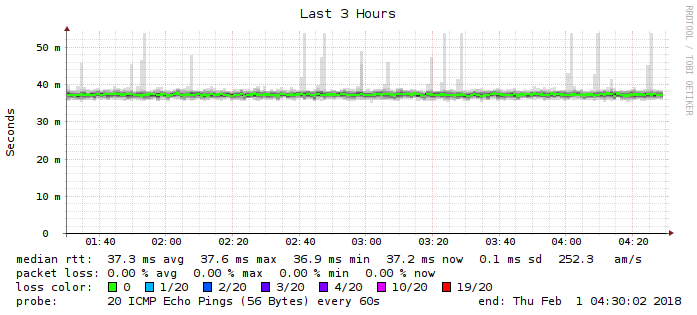 Last 3 Hours
RRDTOOL / TOBI OETIKER
Seconds
50 m
40 m
30 m
20 m
10 m
0
01:40 02:00 02:20 02:40 03:00 03:20 03:40 04:00 04:20
median rtt: 37.3 ms avg 37.6 ms max 36.9 ms min 37.2 ms now 0.1 ms sd 252.3 am/s
packet loss: 0.00 % avg 0.00 % max 0.00 % min 0.00 % now
loss color: 0 1/20 2/20 3/20 4/20 10/20 19/20
probe: 20 ICMP Echo Pings (56 Bytes) every 60s end: Thu Feb 1 04:30:02 2018